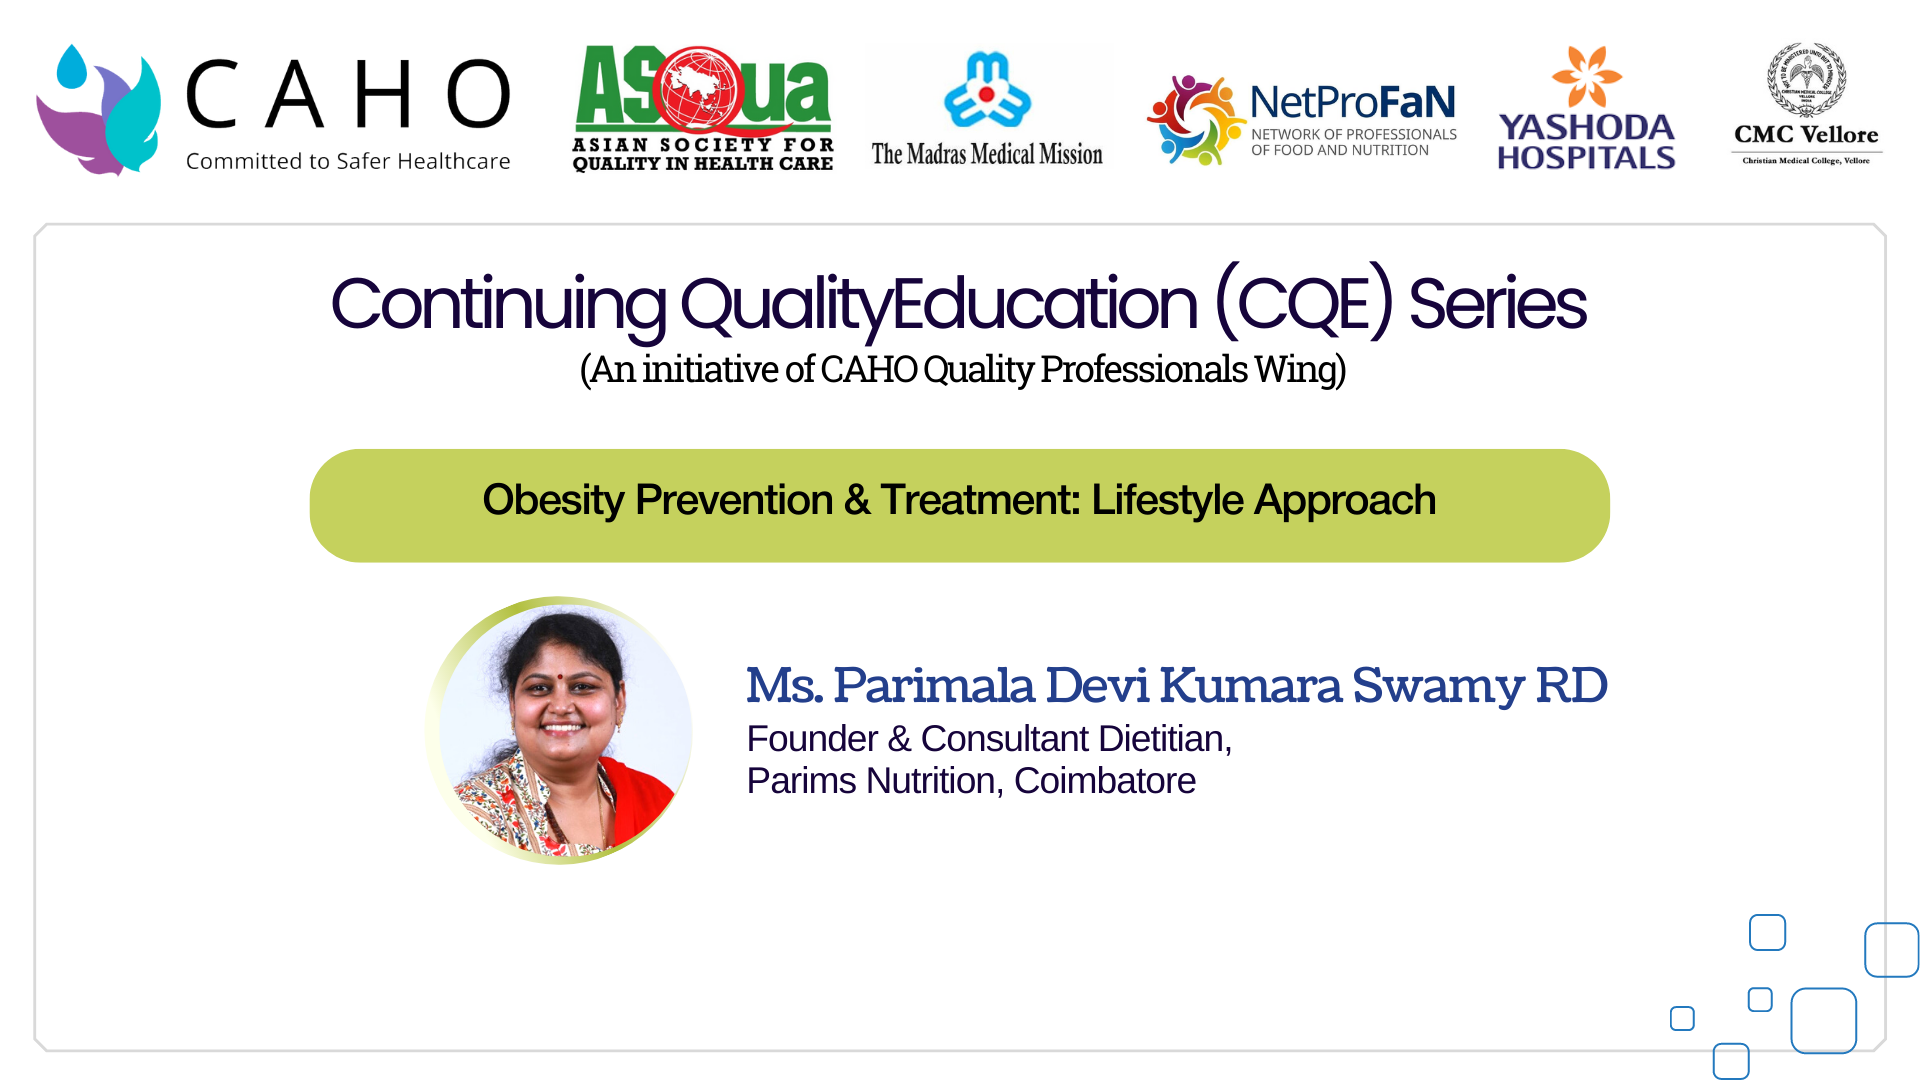 CAHO
Committed to Safer Healthcare
ASQua
ASIAN SOCIETY FOR
QUALITY IN HEALTH CARE
The Madras Medical Mission
NetProFaN
NETWORK OF PROFESSIONALS
OF FOOD AND NUTRITION
YASHODA
HOSPITALS
CMC Vellore
Christian Medical College, Vellore
Continuing QualityEducation (CQE) Series
(An initiative of CAHO Quality Professionals Wing)
Obesity Prevention & Treatment: Lifestyle Approach
Ms. Parimala Devi Kumara Swamy RD
Founder & Consultant Dietitian,
Parims Nutrition, Coimbatore